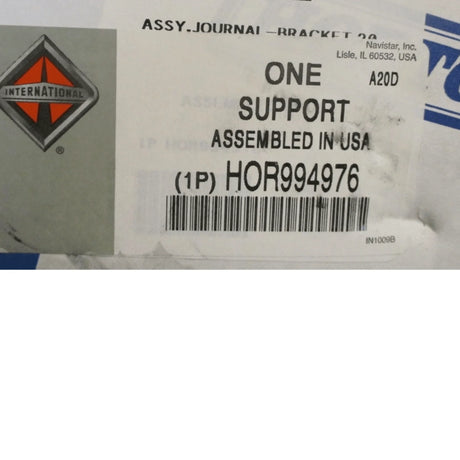 ASSY.JOURNAL-BRACKET 20
Navistar, Inc.
Lisle, IL 60532, USA
ONE
A20D
SUPPORT
INTERNATIONAL
®
ASSEMBLED IN USA
(1P) HOR994976
IN1009B